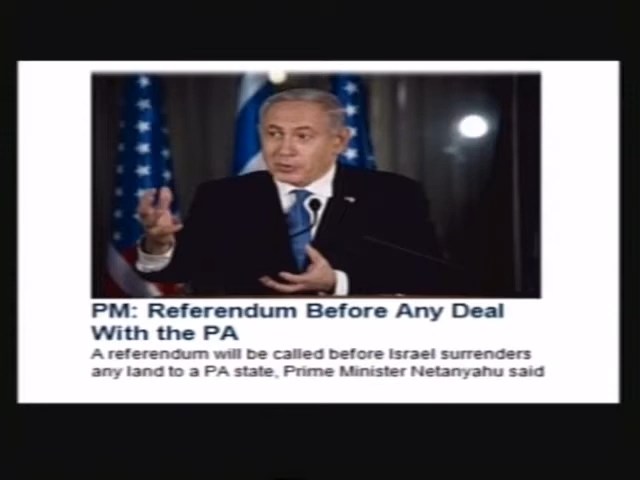 PM: Referendum Before Any Deal
With the PA
A referendum will be called before Israel surrenders
any land to a PA state, Prime Minister Netanyahu said